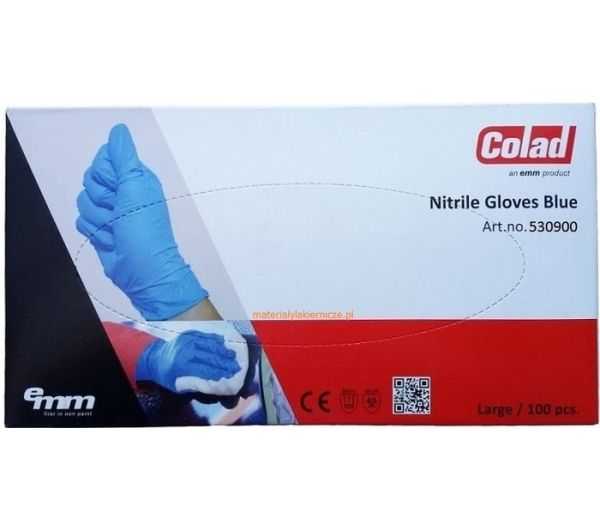 Colad
an emm product
Nitrile Gloves Blue
Art.no. 530900
materialylakiernicze.pl
emm
CE
Large / 100 pcs.